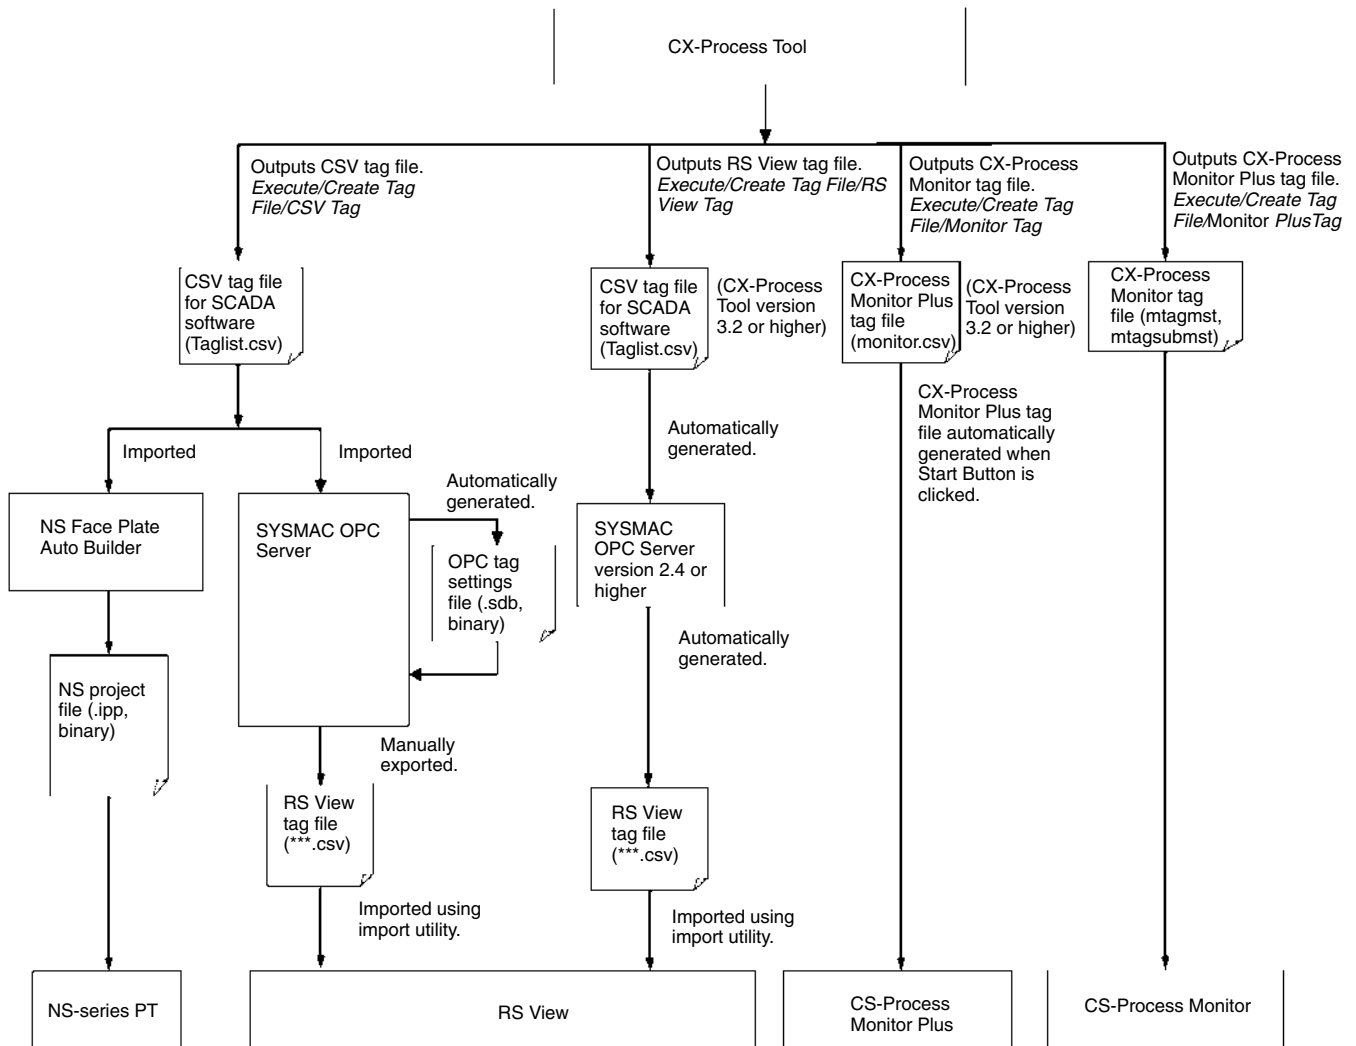 CX-Process Tool
Outputs CSV tag file.
Execute/Create Tag
File/CSV Tag
Outputs RS View tag file.
Execute/Create Tag File/RS
View Tag
Outputs CX-Process
Monitor tag file.
Execute/Create Tag
File/Monitor Tag
Outputs CX-Process
Monitor Plus tag file.
Execute/Create Tag
File/Monitor PlusTag
CSV tag file
for SCADA
software
(Taglist.csv)
CSV tag file
for SCADA
software
(Taglist.csv)
(CX-Process
Tool version
3.2 or higher)
CX-Process
Monitor Plus
tag file
(monitor.csv)
(CX-Process
Tool version
3.2 or higher)
CX-Process
Monitor tag
file (mtagmst,
mtagsubmst)
Imported
Imported
Automatically
generated.
CX-Process
Monitor Plus tag
file automatically
generated when
Start Button is
clicked.
Automatically
generated.
NS Face Plate
Auto Builder
SYSMAC OPC
Server
OPC tag
settings
file (.sdb,
binary)
SYSMAC
OPC Server
version 2.4 or
higher
Automatically
generated.
NS project
file (.ipp,
binary)
Manually
exported.
RS View
tag file
(***.csv)
RS View
tag file
(***.csv)
Imported using
import utility.
Imported using
import utility.
NS-series PT
RS View
CS-Process
Monitor Plus
CS-Process Monitor